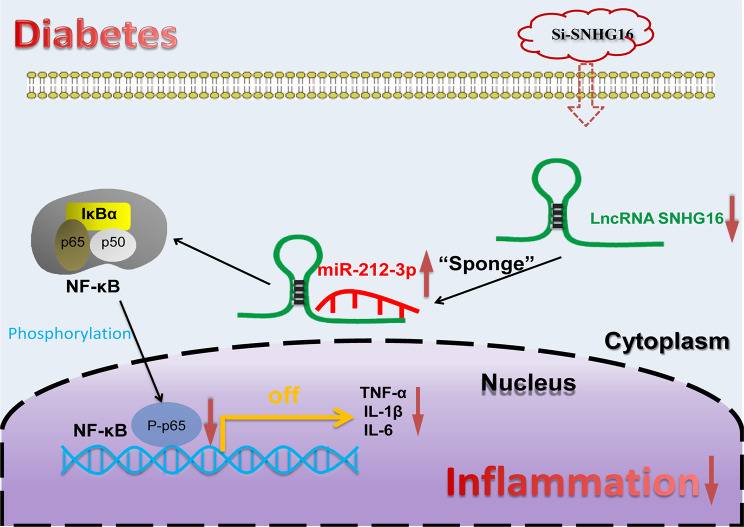 Diabetes
Si-SNHG16
IκBα
p65
p50
NF-κB
LncRNA SNHG16
miR-212-3p
“Sponge”
Phosphorylation
Cytoplasm
Nucleus
off
TNF-α
IL-1β
IL-6
NF-κB
P-p65
Inflammation